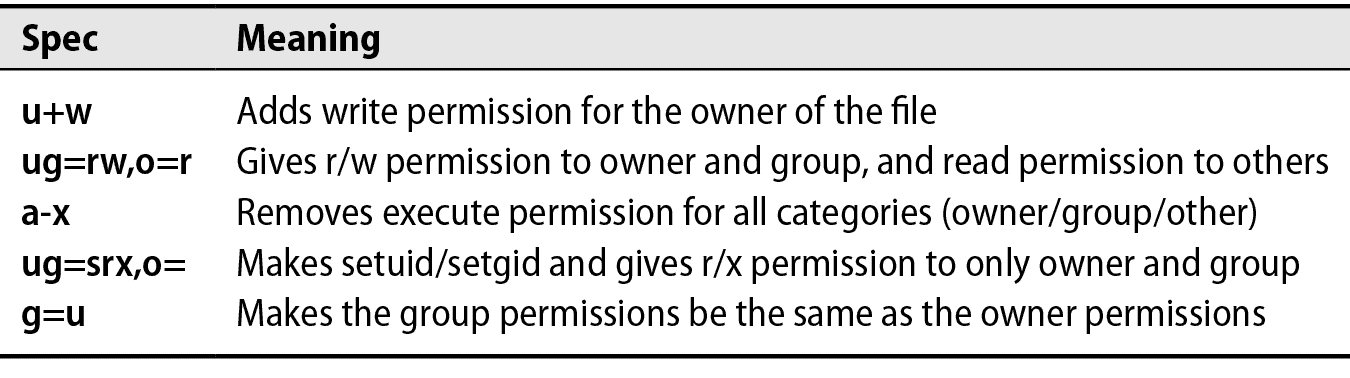 Spec Meaning
u+w Adds write permission for the owner of the file
ug=rw,o=r Gives r/w permission to owner and group, and read permission to others
a-x Removes execute permission for all categories (owner/group/other)
ug=srx,o= Makes setuid/setgid and gives r/x permission to only owner and group
g=u Makes the group permissions be the same as the owner permissions